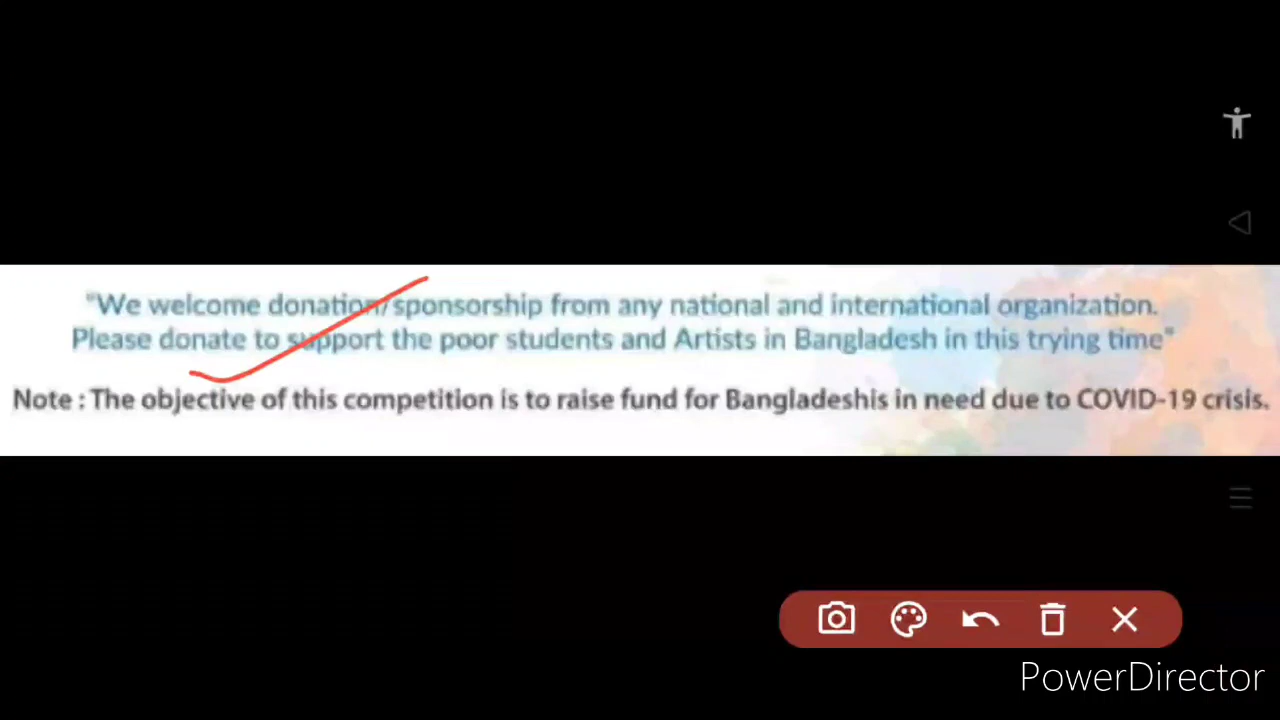 "We welcome donation/sponsorship from any national and international organization.
Please donate to support the poor students and Artists in Bangladesh in this trying time"
Note : The objective of this competition is to raise fund for Bangladeshis in need due to COVID-19 crisis.
PowerDirector